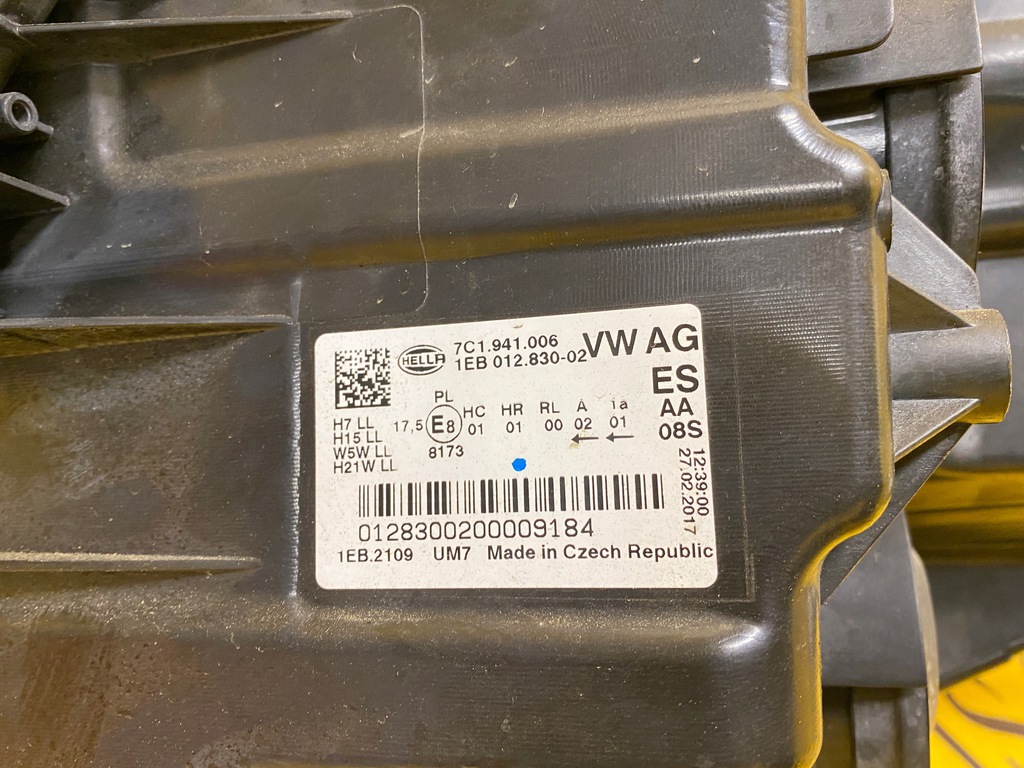 HELLA
7C1.941.006
1EB 012.830-02
VW AG
ES
AA
08S
H7 LL
H15 LL
W5W LL
H21W LL
PL
17,5 E8 HC HR RL A 1a
01 01 00 02 01
← ←
8173
12:39:00
27.02.2017
0128300200009184
1EB.2109 UM7 Made in Czech Republic